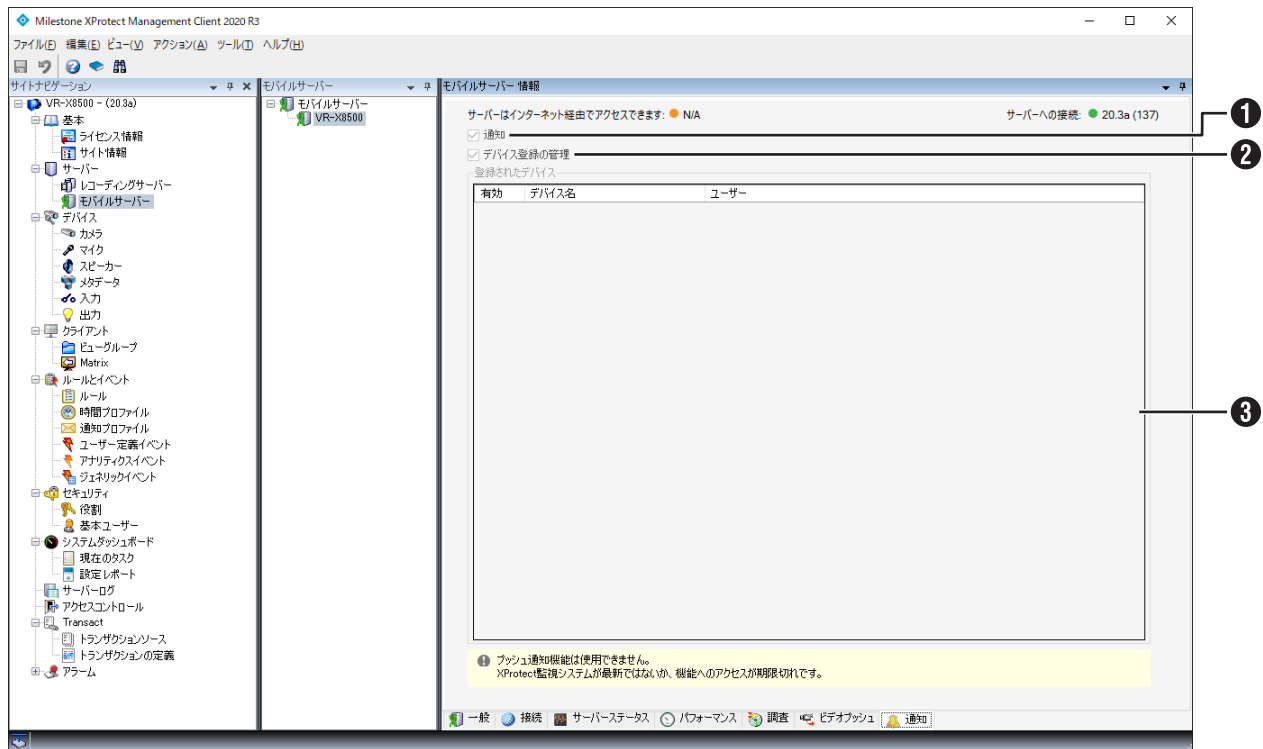 Milestone XProtect Management Client 2020 R3
ファイル(F) 編集(E) ビュー(V) アクション(A) ツール(T) ヘルプ(H)
サイトナビゲーション
VR-X8500 - (20.3a)
基本
ライセンス情報
サイト情報
サーバー
レコーディングサーバー
モバイルサーバー
デバイス
カメラ
マイク
スピーカー
メタデータ
入力
出力
クライアント
ビューグループ
Matrix
ルールとイベント
ルール
時間プロファイル
通知プロファイル
ユーザー定義イベント
アナリティクスイベント
ジェネリックイベント
セキュリティ
役割
基本ユーザー
システムダッシュボード
現在のタスク
設定レポート
サーバーログ
アクセスコントロール
Transact
トランザクションソース
トランザクションの定義
アラーム
モバイルサーバー
モバイルサーバー
VR-X8500
モバイルサーバー 情報
サーバーはインターネット経由でアクセスできます: N/A サーバーへの接続: 20.3a (137)
通知
❶
デバイス登録の管理
❷
登録されたデバイス
有効 デバイス名 ユーザー
❸
プッシュ通知機能は使用できません。
XProtect監視システムが最新ではないか、機能へのアクセスが期限切れです。
一般 接続 サーバーステータス パフォーマンス 調査 ビデオプッシュ 通知